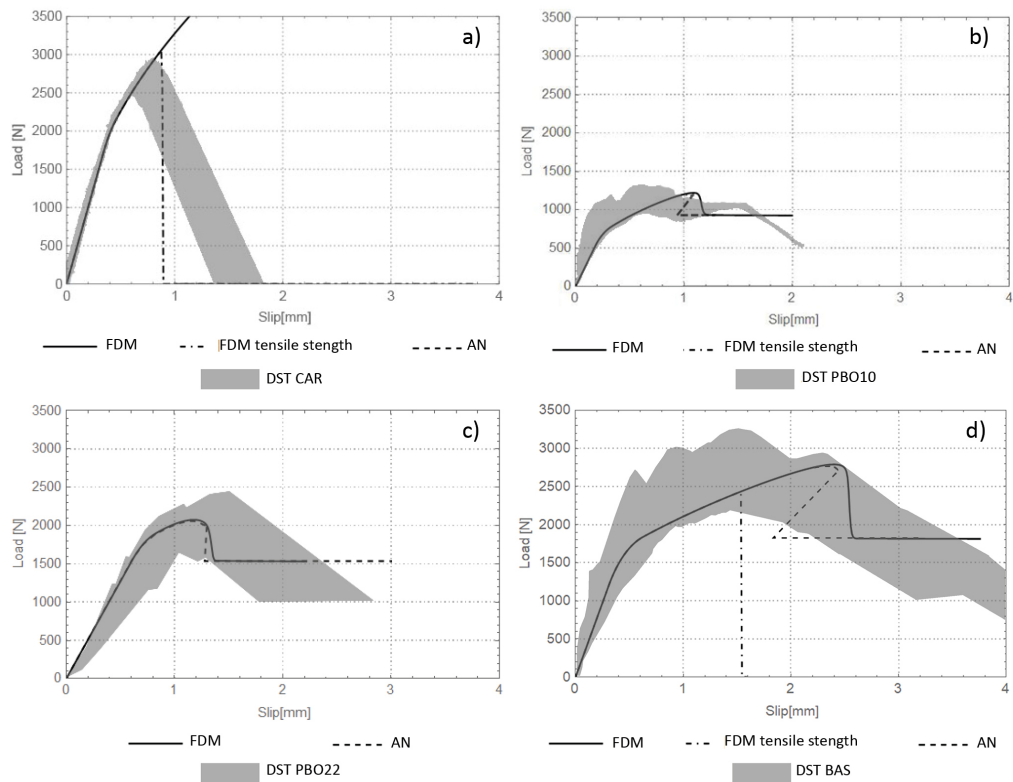 a)
3500
3000
2500
2000
1500
1000
500
0
Load [N]
0 1 2 3 4
Slip[mm]
FDM FDM tensile stength AN
DST CAR
b)
3500
3000
2500
2000
1500
1000
500
0
Load [N]
0 1 2 3 4
Slip[mm]
FDM FDM tensile stength AN
DST PBO10
c)
3500
3000
2500
2000
1500
1000
500
0
Load [N]
0 1 2 3 4
Slip[mm]
FDM AN
DST PBO22
d)
3500
3000
2500
2000
1500
1000
500
0
Load [N]
0 1 2 3 4
Slip[mm]
FDM FDM tensile stength AN
DST BAS